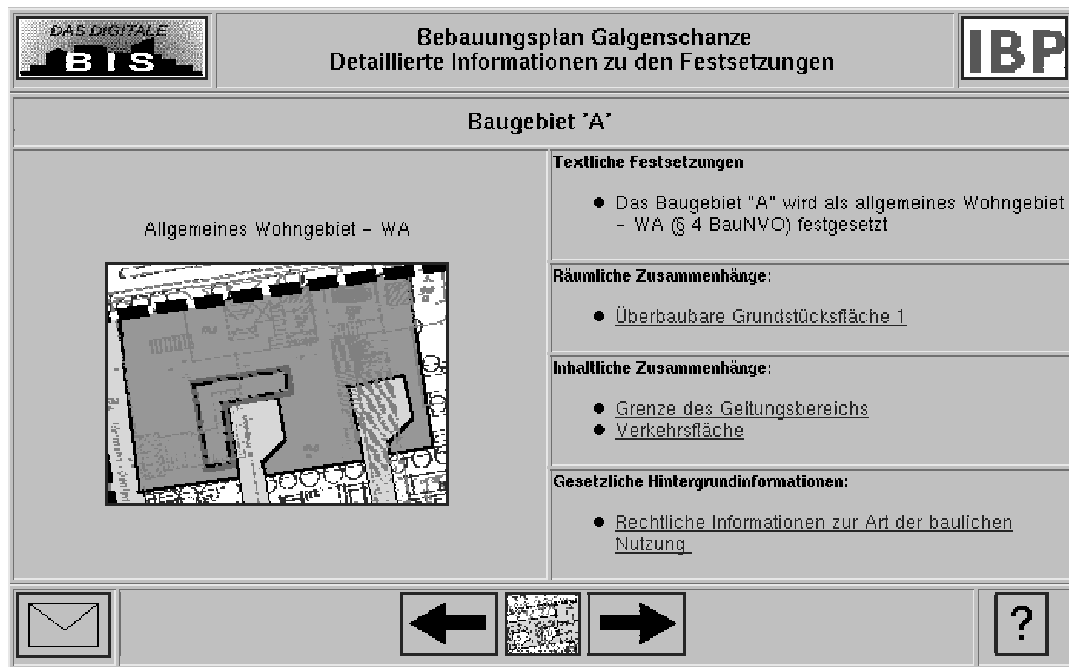 DAS DIGITALE
BIS
Bebauungsplan Galgenschanze
Detaillierte Informationen zu den Festsetzungen
IBP
Baugebiet "A"
Allgemeines Wohngebiet – WA
Textliche Festsetzungen
Das Baugebiet "A" wird als allgemeines Wohngebiet
– WA (§ 4 BauNVO) festgesetzt
Räumliche Zusammenhänge:
Überbaubare Grundstücksfläche 1
Inhaltliche Zusammenhänge:
Grenze des Geltungsbereichs
Verkehrsfläche
Gesetzliche Hintergrundinformationen:
Rechtliche Informationen zur Art der baulichen
Nutzung
?